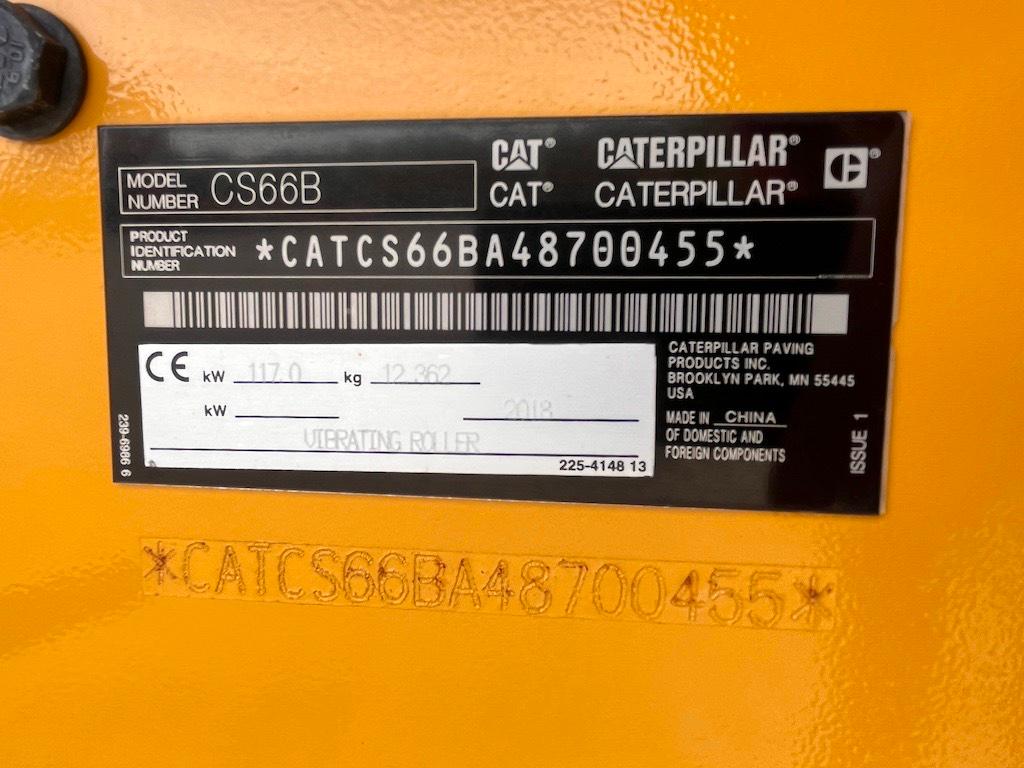 CAT® CATERPILLAR®
CAT® CATERPILLAR®
MODEL NUMBER CS66B
PRODUCT IDENTIFICATION NUMBER *CATCS66BA48700455*
CE kW 117.0 kg 12,362
kW 2018
VIBRATING ROLLER
225-4148 13
CATERPILLAR PAVING
PRODUCTS INC.
BROOKLYN PARK, MN 55445
USA
MADE IN CHINA
OF DOMESTIC AND
FOREIGN COMPONENTS
239-6986 6
ISSUE 1
*CATCS66BA48700455*